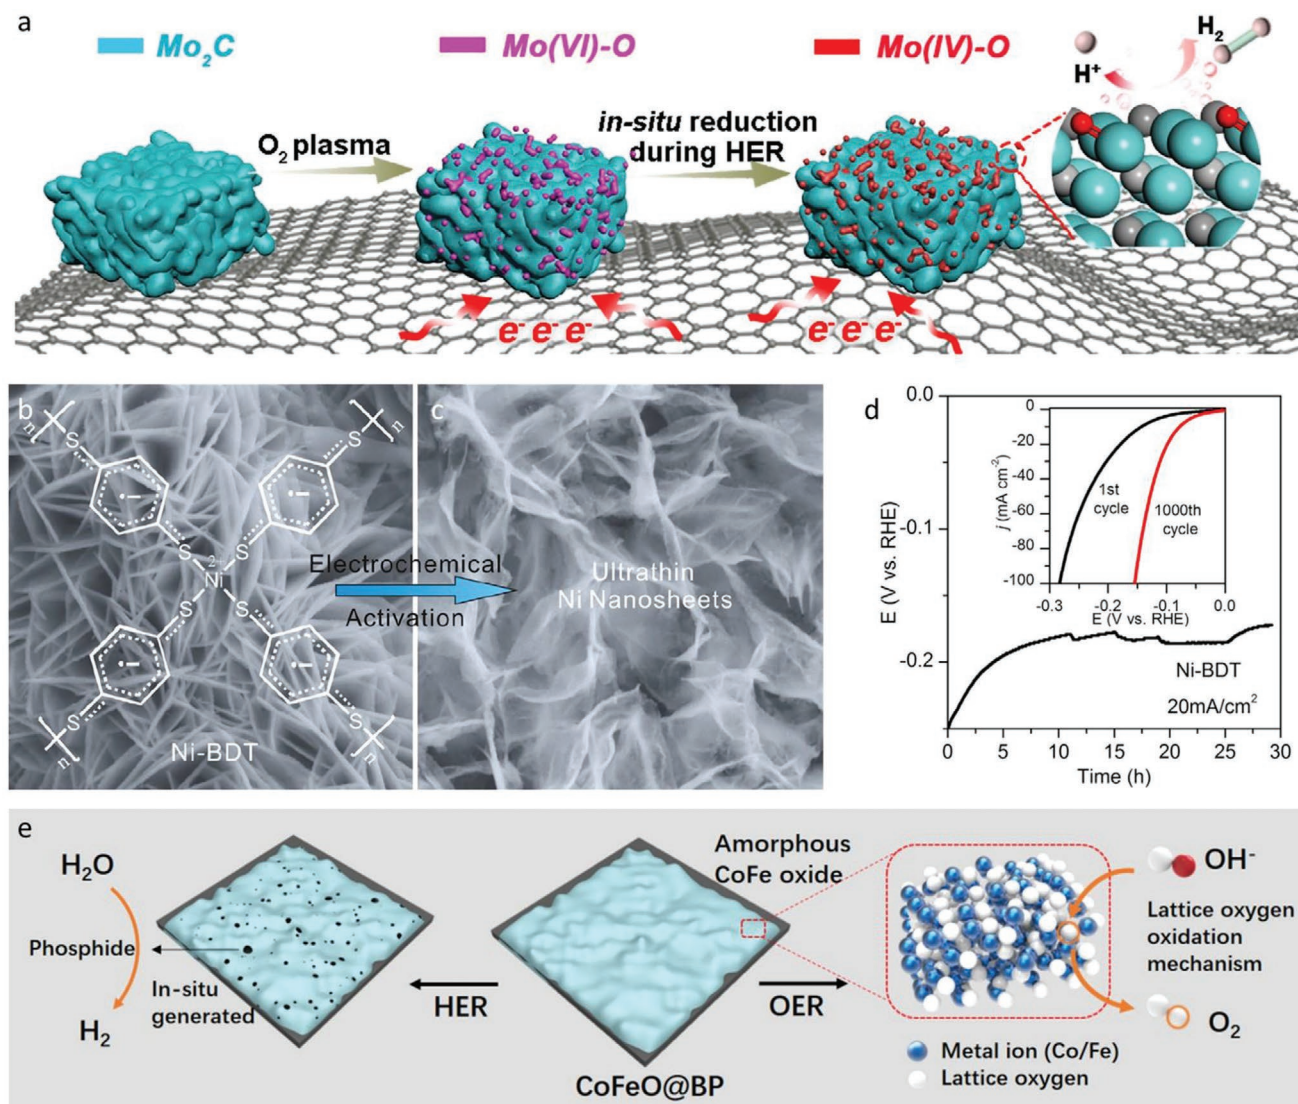 a
Mo₂C
Mo(VI)-O
Mo(IV)-O
H⁺
H₂
O₂ plasma
in-situ reduction
during HER
e⁻ e⁻ e⁻
e⁻ e⁻ e⁻
b
n
S
S
n
S
S
2
Ni
S
S
S
S
n
n
Ni-BDT
Electrochemical
Activation
c
Ultrathin
Ni Nanosheets
d
E (V vs. RHE)
0.0
-0.1
-0.2
0
5
10
15
20
25
30
Time (h)
Ni-BDT
20mA/cm²
j (mA cm⁻²)
0
-20
-40
-60
-80
-100
-0.3
-0.2
-0.1
0.0
E (V vs. RHE)
1st
cycle
1000th
cycle
e
H₂O
Phosphide
In-situ
generated
H₂
HER
CoFeO@BP
OER
Amorphous
CoFe oxide
OH⁻
Lattice oxygen
oxidation
mechanism
O₂
Metal ion (Co/Fe)
Lattice oxygen